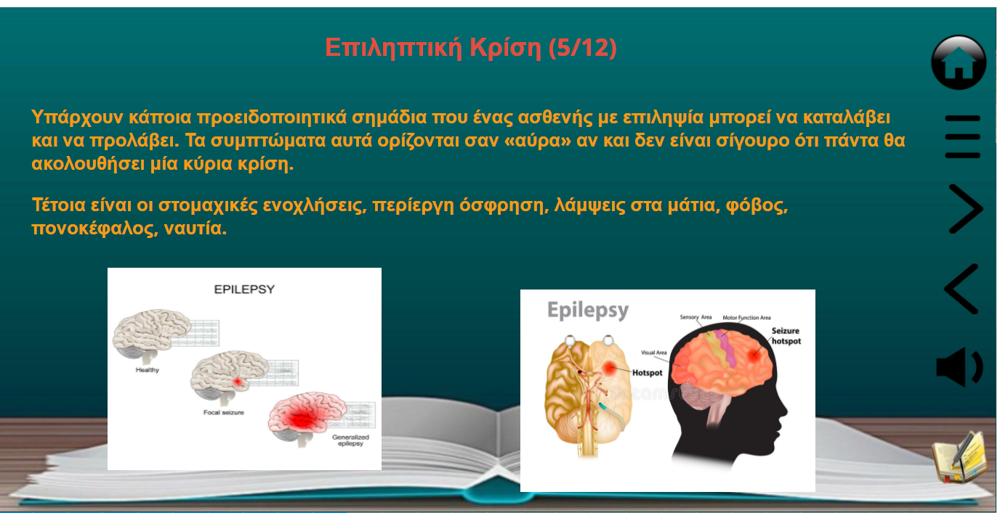 Επιληπτική Κρίση (5/12)
Υπάρχουν κάποια προειδοποιητικά σημάδια που ένας ασθενής με επιληψία μπορεί να καταλάβει
και να προλάβει. Τα συμπτώματα αυτά ορίζονται σαν «αύρα» αν και δεν είναι σίγουρο ότι πάντα θα
ακολουθήσει μία κύρια κρίση.
Τέτοια είναι οι στομαχικές ενοχλήσεις, περίεργη όσφρηση, λάμψεις στα μάτια, φόβος,
πονοκέφαλος, ναυτία.
EPILEPSY
Healthy
Focal seizure
Generalized
epilepsy
Epilepsy
Sensory Area
Motor Function Area
Seizure
hotspot
Visual Area
Hotspot